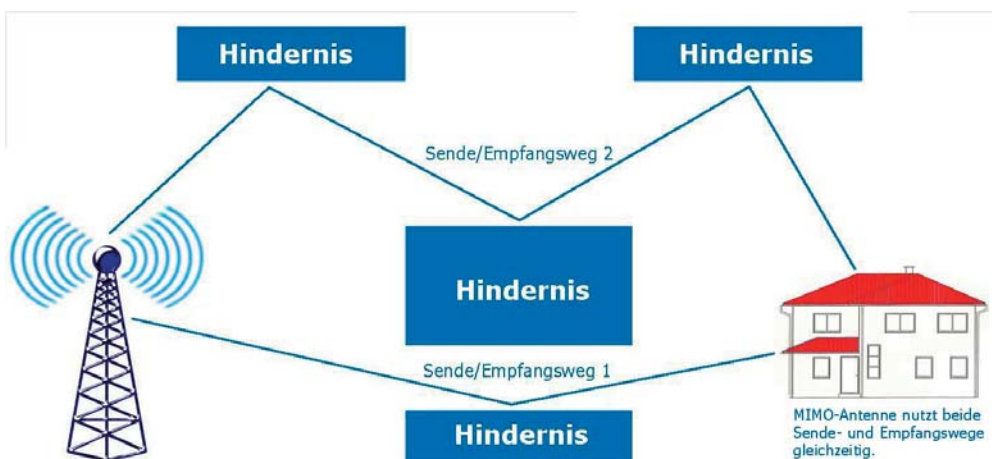 Hindernis
Hindernis
Sende/Empfangsweg 2
Hindernis
Sende/Empfangsweg 1
Hindernis
MIMO-Antenne nutzt beide
Sende- und Empfangswege
gleichzeitig.